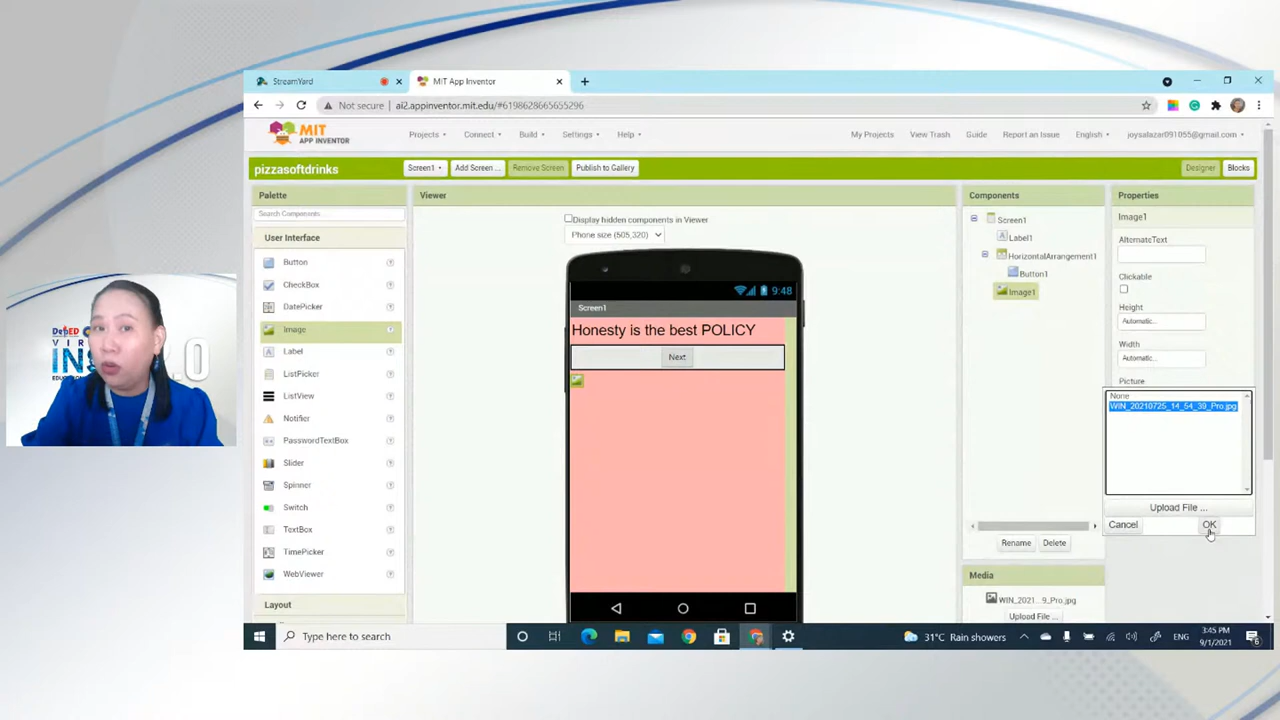 StreamYard
MIT App Inventor
Not secure
ai2.appinventor.mit.edu/#6198628665655296
MIT
APP INVENTOR
Projects
Connect
Build
Settings
Help
My Projects
View Trash
Guide
Report an Issue
English
joysalazar091055@gmail.com
pizzasoftdrinks
Screen1
Add Screen ...
Remove Screen
Publish to Gallery
Designer
Blocks
Palette
Search Components...
User Interface
Button
CheckBox
DatePicker
Image
Label
ListPicker
ListView
Notifier
PasswordTextBox
Slider
Spinner
Switch
TextBox
TimePicker
WebViewer
Layout
Viewer
Display hidden components in Viewer
Phone size (505,320)
9:48
Screen1
Honesty is the best POLICY
Next
Components
Screen1
Label1
HorizontalArrangement1
Button1
Image1
Rename
Delete
Media
WIN_2021...9_Pro.jpg
Upload File ...
Properties
Image1
AlternateText
Clickable
Height
Automatic...
Width
Automatic...
Picture
None
WIN_20210725_14_54_39_Pro.jpg
Upload File ...
Cancel
OK
DepED
Type here to search
31°C Rain showers
ENG
3:45 PM
9/1/2021
6